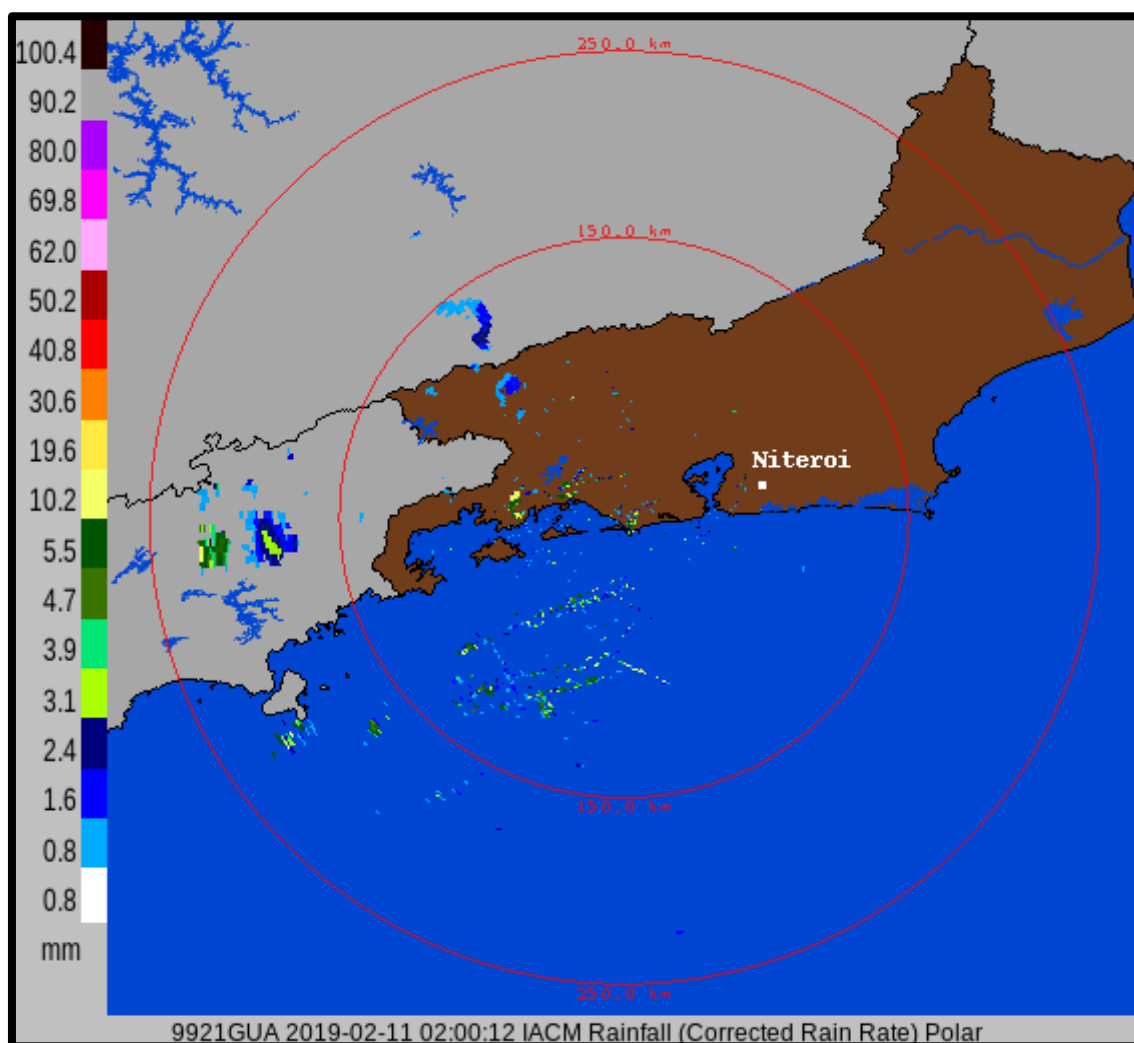 250.0 km
100.4
90.2
80.0
69.8
62.0
50.2
40.8
30.6
19.6
10.2
5.5
4.7
3.9
3.1
2.4
1.6
0.8
0.8
mm
150.0 km
Niteroi
150.0 km
250.0 km
9921GUA 2019-02-11 02:00:12 IACM Rainfall (Corrected Rain Rate) Polar